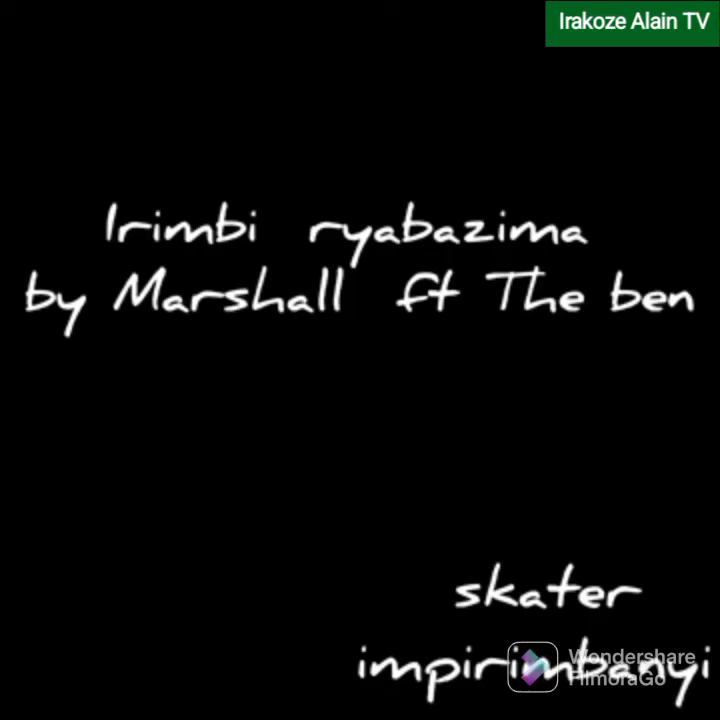 Irakoze Alain TV
Irimbi ryabazima
by Marshall ft The ben
skater
impirimbanyi
Wondershare
FilmoraGo